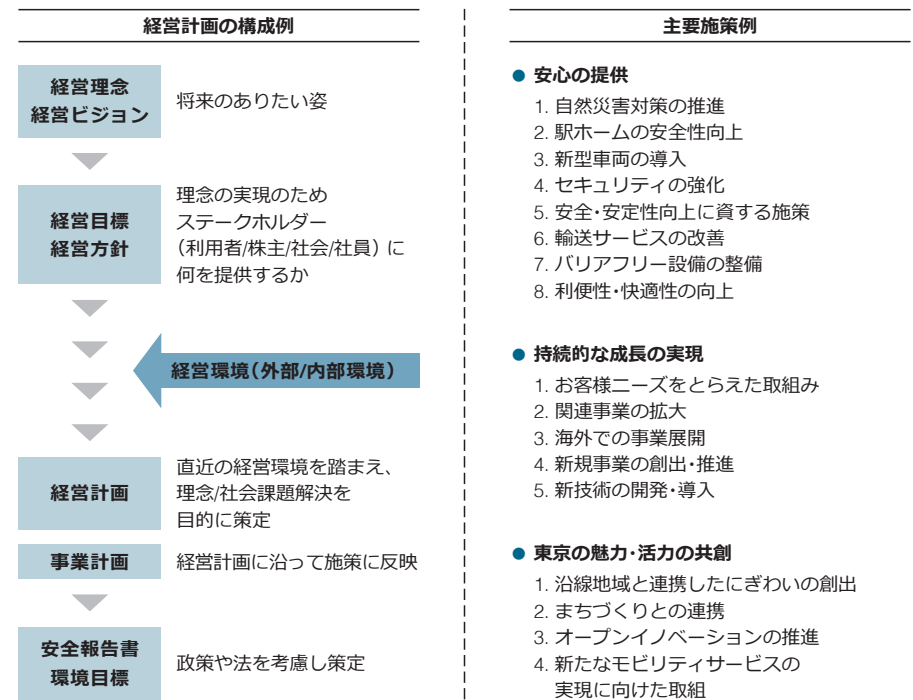 経営計画の構成例
経営理念
経営ビジョン
将来のありたい姿
経営目標
経営方針
理念の実現のため
ステークホルダー
（利用者/株主/社会/社員）に
何を提供するか
経営環境（外部/内部環境）
経営計画
直近の経営環境を踏まえ、
理念/社会課題解決を
目的に策定
事業計画
経営計画に沿って施策に反映
安全報告書
環境目標
政策や法を考慮し策定
主要施策例
● 安心の提供
1. 自然災害対策の推進
2. 駅ホームの安全性向上
3. 新型車両の導入
4. セキュリティの強化
5. 安全・安定性向上に資する施策
6. 輸送サービスの改善
7. バリアフリー設備の整備
8. 利便性・快適性の向上
● 持続的な成長の実現
1. お客様ニーズをとらえた取組み
2. 関連事業の拡大
3. 海外での事業展開
4. 新規事業の創出・推進
5. 新技術の開発・導入
● 東京の魅力・活力の共創
1. 沿線地域と連携したにぎわいの創出
2. まちづくりとの連携
3. オープンイノベーションの推進
4. 新たなモビリティサービスの
実現に向けた取組